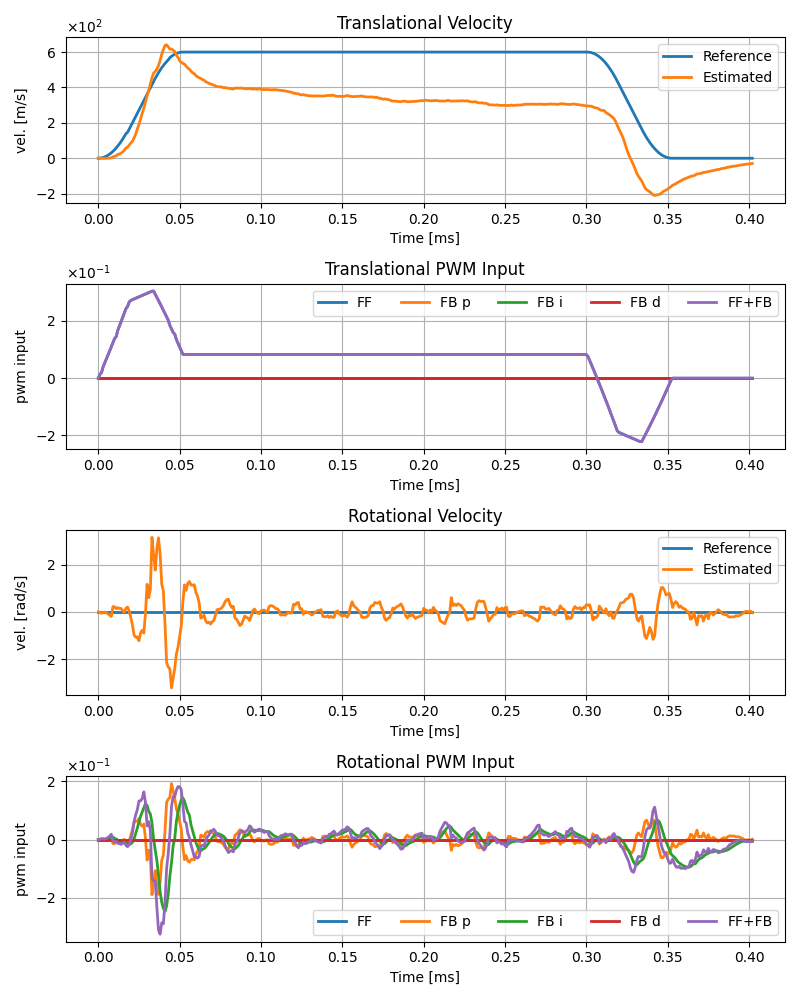 Translational Velocity
×10²
6
4
2
0
−2
vel. [m/s]
Reference
Estimated
0.00 0.05 0.10 0.15 0.20 0.25 0.30 0.35 0.40
Time [ms]
Translational PWM Input
×10⁻¹
2
0
−2
pwm input
FF FB p FB i FB d FF+FB
0.00 0.05 0.10 0.15 0.20 0.25 0.30 0.35 0.40
Time [ms]
Rotational Velocity
2
0
−2
vel. [rad/s]
Reference
Estimated
0.00 0.05 0.10 0.15 0.20 0.25 0.30 0.35 0.40
Time [ms]
Rotational PWM Input
×10⁻¹
2
0
−2
pwm input
FF FB p FB i FB d FF+FB
0.00 0.05 0.10 0.15 0.20 0.25 0.30 0.35 0.40
Time [ms]